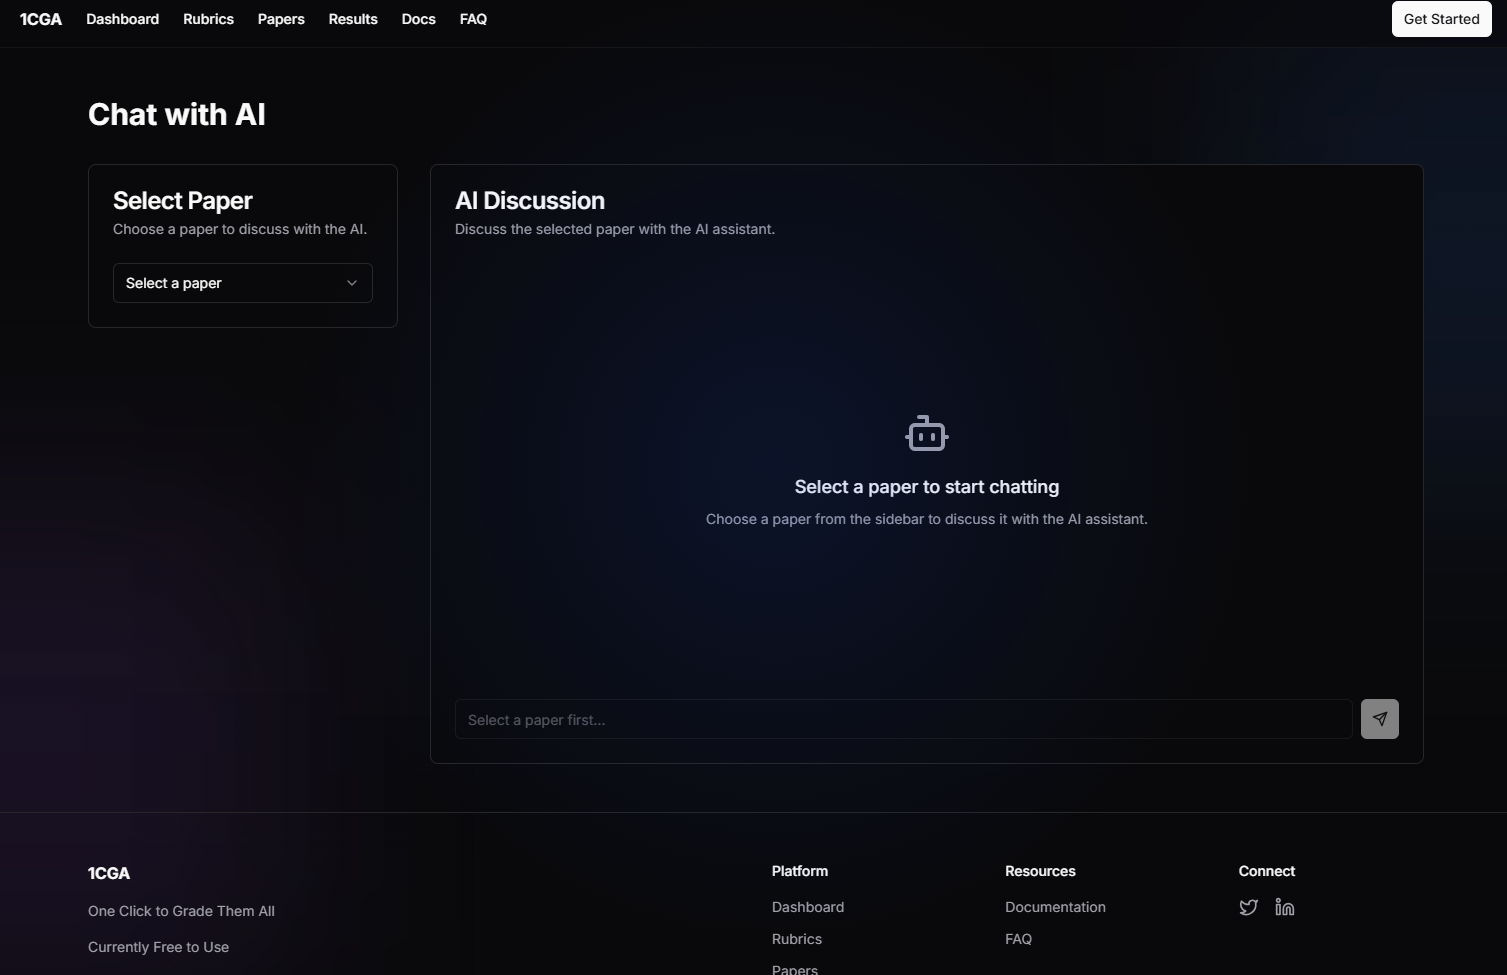 1CGA Dashboard Rubrics Papers Results Docs FAQ Get Started
Chat with AI
Select Paper
Choose a paper to discuss with the AI.
Select a paper
AI Discussion
Discuss the selected paper with the AI assistant.
Select a paper to start chatting
Choose a paper from the sidebar to discuss it with the AI assistant.
Select a paper first...
1CGA
One Click to Grade Them All
Currently Free to Use
Platform
Dashboard
Rubrics
Papers
Resources
Documentation
FAQ
Connect